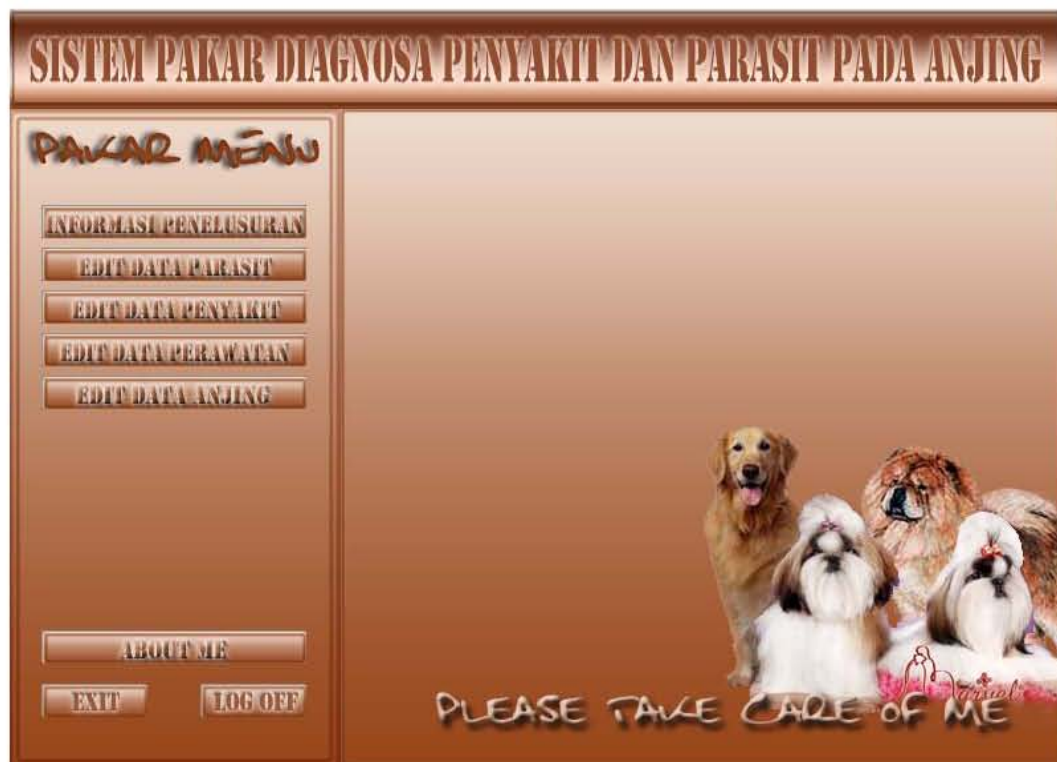 SISTEM PAKAR DIAGNOSA PENYAKIT DAN PARASIT PADA ANJING
PAKAR MENU
INFORMASI PENELUSURAN
EDIT DATA PARASIT
EDIT DATA PENYAKIT
EDIT DATA PERAWATAN
EDIT DATA ANJING
ABOUT ME
EXIT
LOG OFF
PLEASE TAKE CARE OF ME